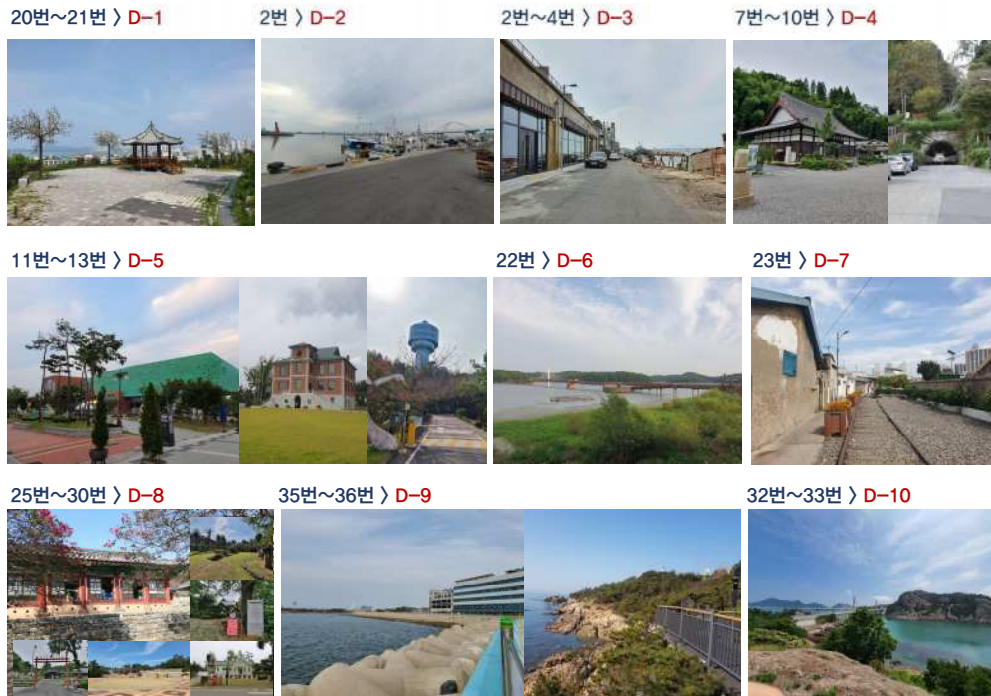 20번~21번 > D-1
2번 > D-2
2번~4번 > D-3
7번~10번 > D-4
11번~13번 > D-5
22번 > D-6
23번 > D-7
25번~30번 > D-8
35번~36번 > D-9
32번~33번 > D-10